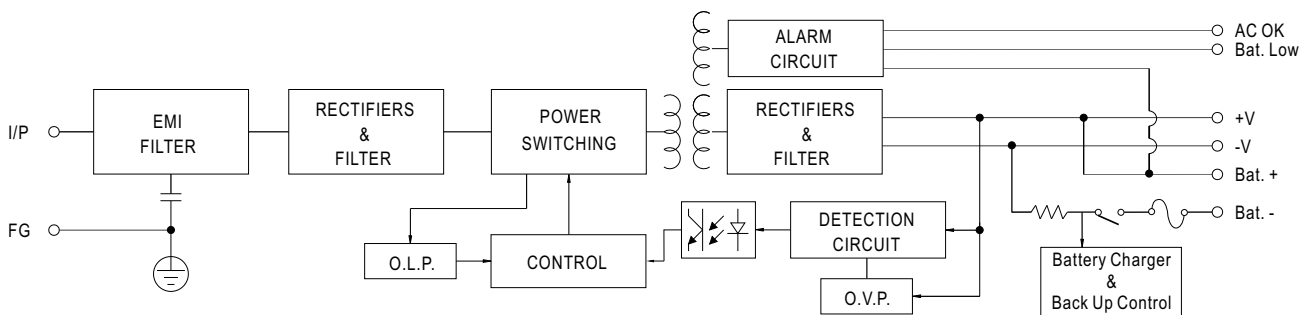 ALARM
CIRCUIT
AC OK
Bat. Low
I/P
EMI
FILTER
RECTIFIERS
&
FILTER
POWER
SWITCHING
RECTIFIERS
&
FILTER
+V
-V
Bat. +
Bat. -
FG
O.L.P.
CONTROL
DETECTION
CIRCUIT
O.V.P.
Battery Charger
&
Back Up Control